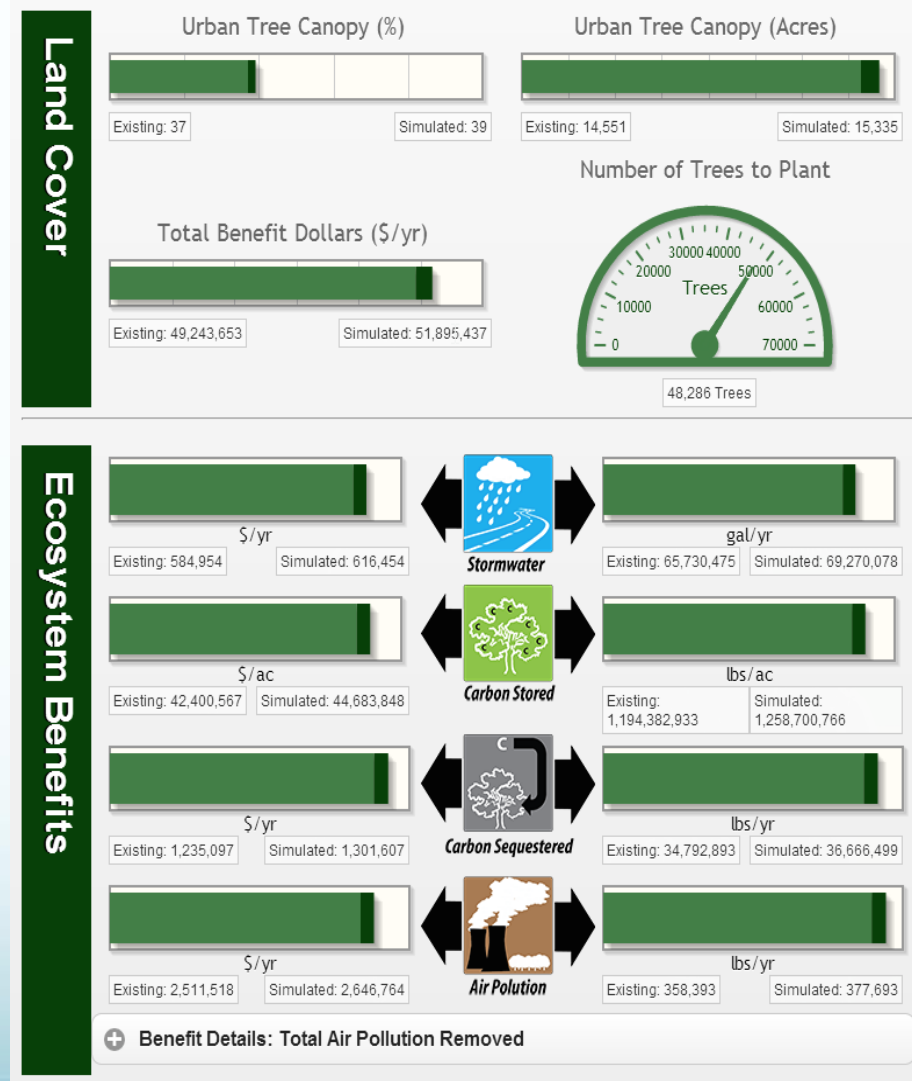 Land Cover
Urban Tree Canopy (%)
Existing: 37
Simulated: 39
Urban Tree Canopy (Acres)
Existing: 14,551
Simulated: 15,335
Total Benefit Dollars ($/yr)
Existing: 49,243,653
Simulated: 51,895,437
Number of Trees to Plant
0
10000
20000
30000
40000
50000
60000
70000
Trees
48,286 Trees
Ecosystem Benefits
$/yr
Existing: 584,954
Simulated: 616,454
Stormwater
gal/yr
Existing: 65,730,475
Simulated: 69,270,078
$/ac
Existing: 42,400,567
Simulated: 44,683,848
C
C
C
C
C
Carbon Stored
lbs/ac
Existing:
1,194,382,933
Simulated:
1,258,700,766
$/yr
Existing: 1,235,097
Simulated: 1,301,607
C
Carbon Sequestered
lbs/yr
Existing: 34,792,893
Simulated: 36,666,499
$/yr
Existing: 2,511,518
Simulated: 2,646,764
Air Polution
lbs/yr
Existing: 358,393
Simulated: 377,693
Benefit Details: Total Air Pollution Removed